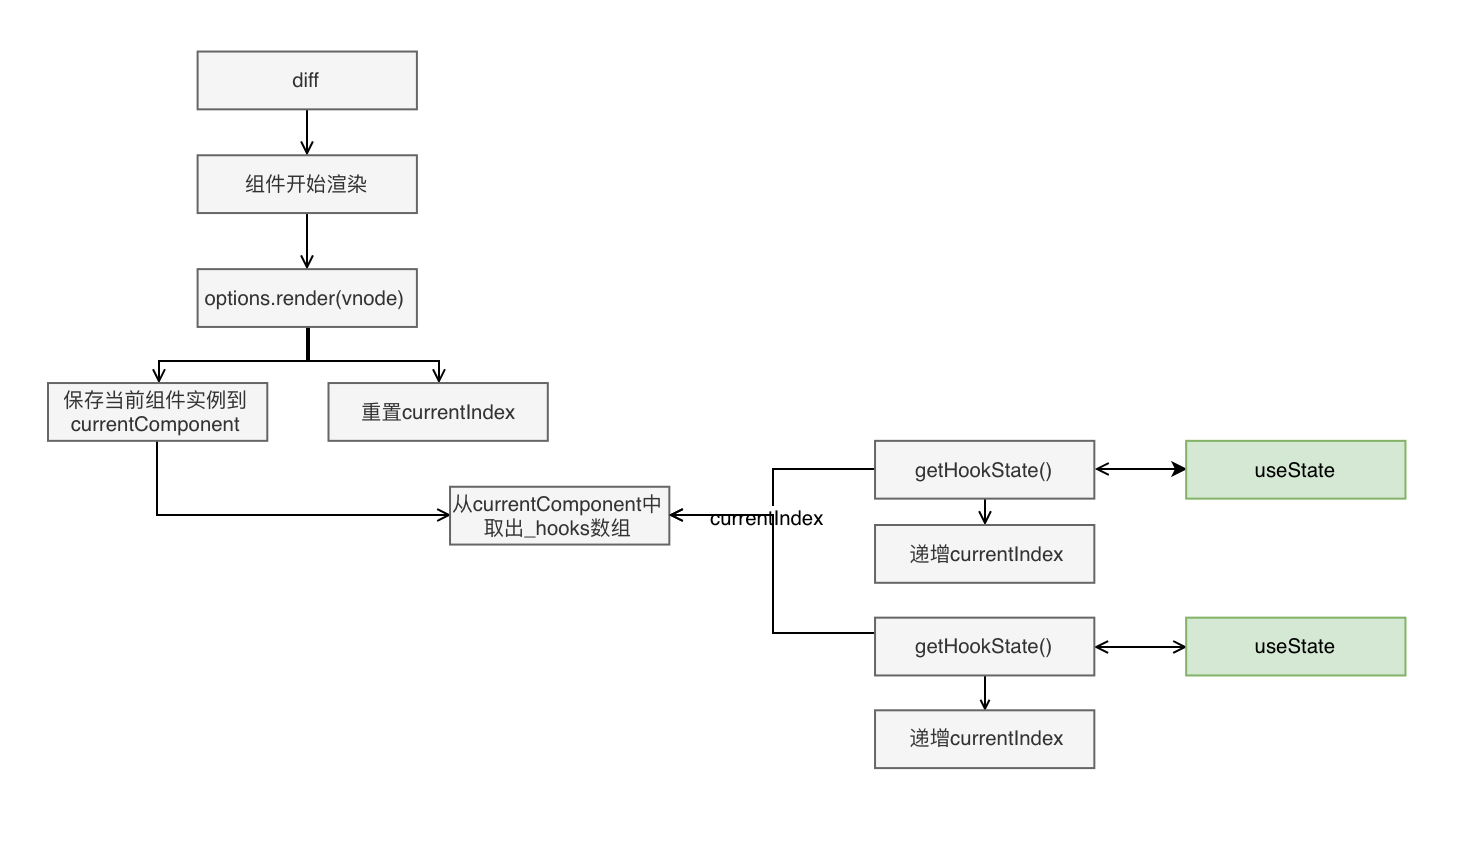 diff
组件开始渲染
options.render(vnode)
保存当前组件实例到
currentComponent
重置currentIndex
从currentComponent中
取出_hooks数组
currentIndex
getHookState()
useState
递增currentIndex
getHookState()
useState
递增currentIndex